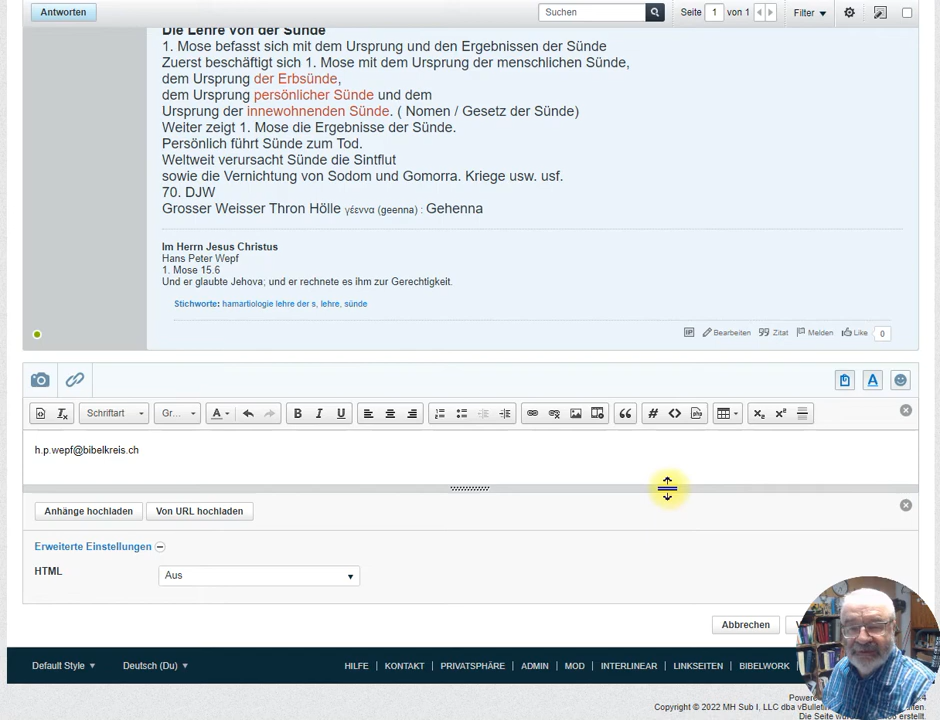 Antworten
Suchen
Seite 1 von 1 Filter
Die Lehre von der Sünde
1. Mose befasst sich mit dem Ursprung und den Ergebnissen der Sünde
Zuerst beschäftigt sich 1. Mose mit dem Ursprung der menschlichen Sünde,
dem Ursprung der Erbsünde,
dem Ursprung persönlicher Sünde und dem
Ursprung der innewohnenden Sünde. ( Nomen / Gesetz der Sünde)
Weiter zeigt 1. Mose die Ergebnisse der Sünde.
Persönlich führt Sünde zum Tod.
Weltweit verursacht Sünde die Sintflut
sowie die Vernichtung von Sodom und Gomorra. Kriege usw. usf.
70. DJW
Grosser Weisser Thron Hölle γέεννα (geenna) : Gehenna
Im Herrn Jesus Christus
Hans Peter Wepf
1. Mose 15.6
Und er glaubte Jehova; und er rechnete es ihm zur Gerechtigkeit.
Stichworte: hamartiologie lehre der s, lehre, sünde
IP Bearbeiten Zitat Melden Like 0
Schriftart Gr... A B I U
h.p.wepf@bibelkreis.ch
Anhänge hochladen Von URL hochladen
Erweiterte Einstellungen
HTML Aus
Abbrechen
Default Style Deutsch (Du) HILFE | KONTAKT | PRIVATSPHÄRE | ADMIN | MOD | INTERLINEAR | LINKSEITEN | BIBELWORK
Copyright © 2022 MH Sub I, LLC dba vBulletin
Die Seite wurde erstellt.